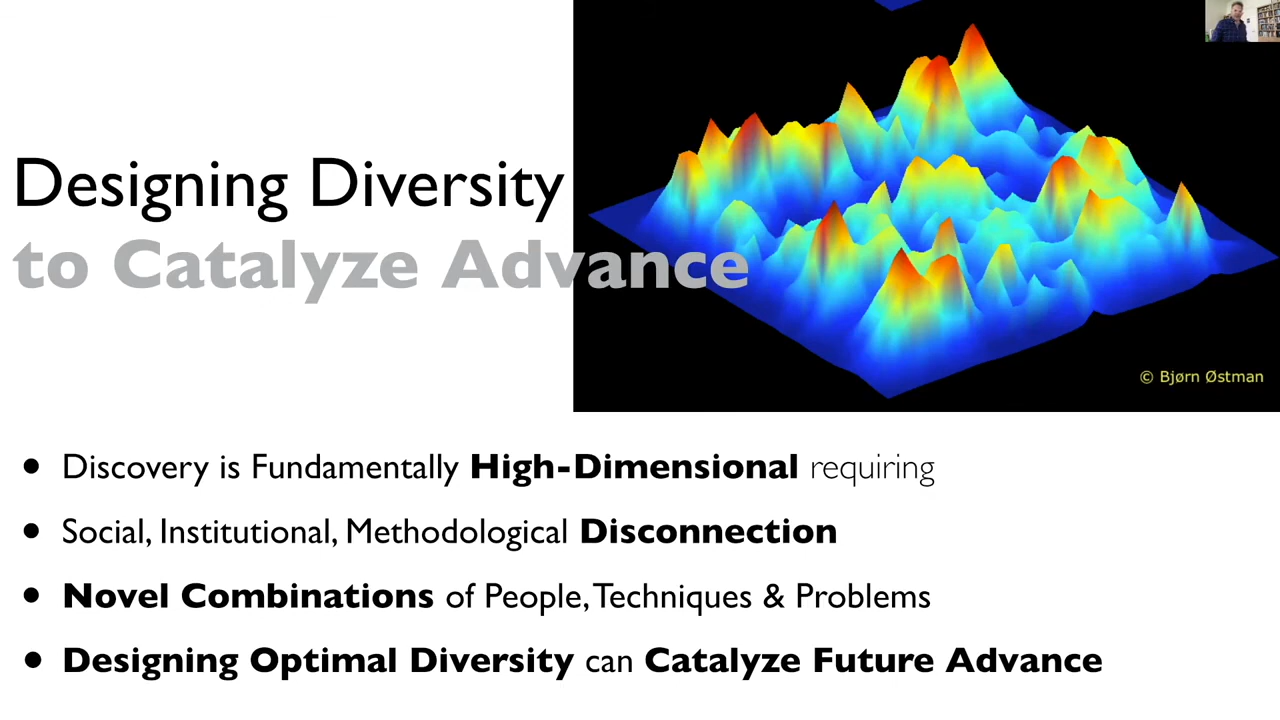 Designing Diversity
to Catalyze Advance
© Bjørn Østman
• Discovery is Fundamentally High-Dimensional requiring
• Social, Institutional, Methodological Disconnection
• Novel Combinations of People, Techniques & Problems
• Designing Optimal Diversity can Catalyze Future Advance